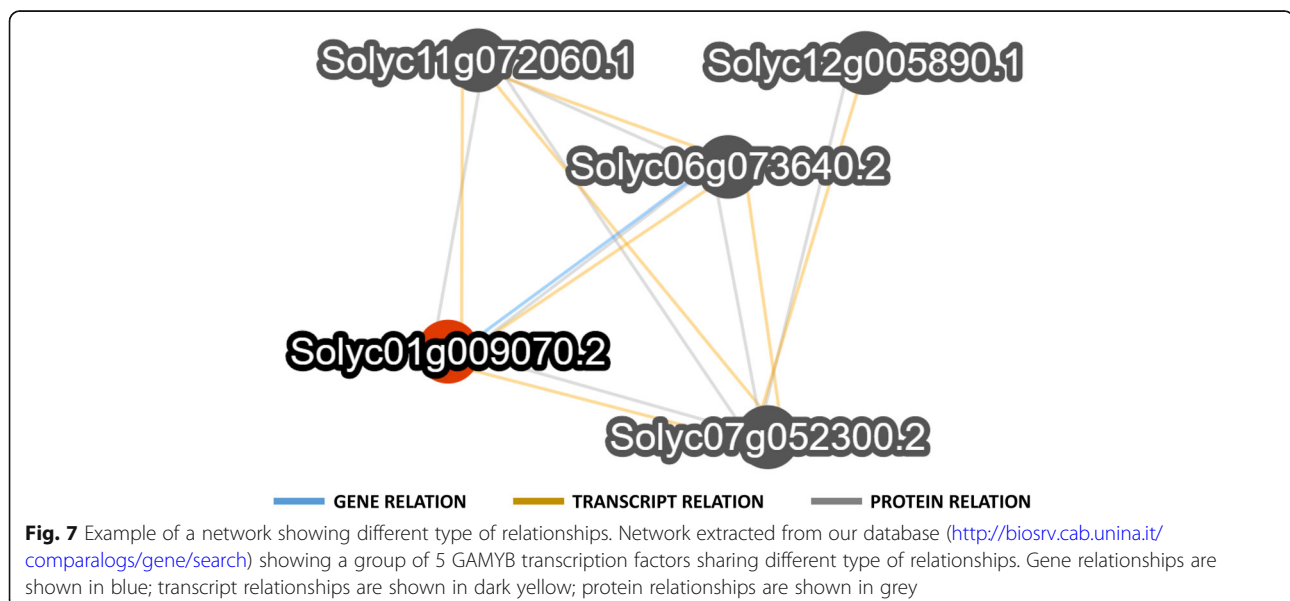 Solyc11g072060.1
Solyc12g005890.1
Solyc06g073640.2
Solyc01g009070.2
Solyc07g052300.2
GENE RELATION TRANSCRIPT RELATION PROTEIN RELATION
Fig. 7 Example of a network showing different type of relationships. Network extracted from our database (http://biosrv.cab.unina.it/
comparalogs/gene/search) showing a group of 5 GAMYB transcription factors sharing different type of relationships. Gene relationships are
shown in blue; transcript relationships are shown in dark yellow; protein relationships are shown in grey